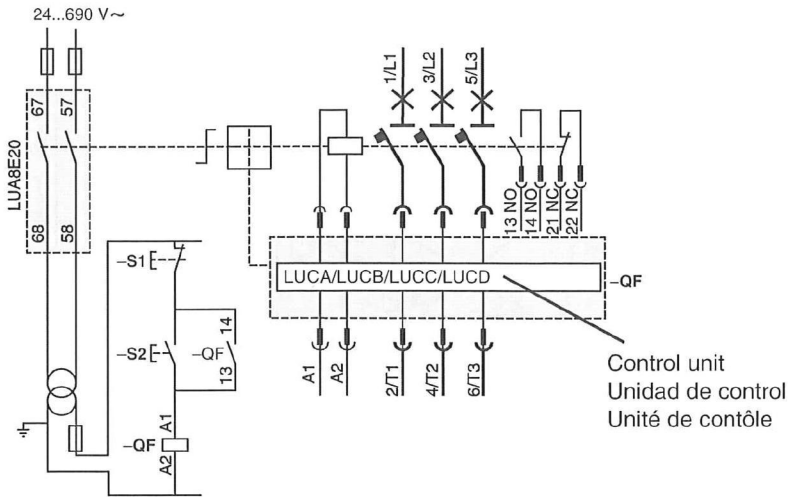 24...690 V~
67
57
LUA8E20
68
58
1/L1
3/L2
5/L3
13 NO
14 NO
21 NC
22 NC
–S1
LUCA/LUCB/LUCC/LUCD
–QF
14
–S2
–QF
13
A1
–QF
A2
A1
A2
2/T1
4/T2
6/T3
Control unit
Unidad de control
Unité de contôle